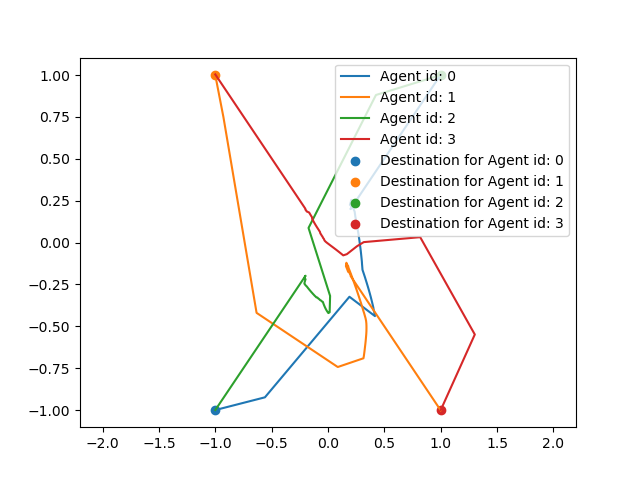 1.00
0.75
0.50
0.25
0.00
−0.25
−0.50
−0.75
−1.00
−2.0 −1.5 −1.0 −0.5 0.0 0.5 1.0 1.5 2.0
Agent id: 0
Agent id: 1
Agent id: 2
Agent id: 3
Destination for Agent id: 0
Destination for Agent id: 1
Destination for Agent id: 2
Destination for Agent id: 3